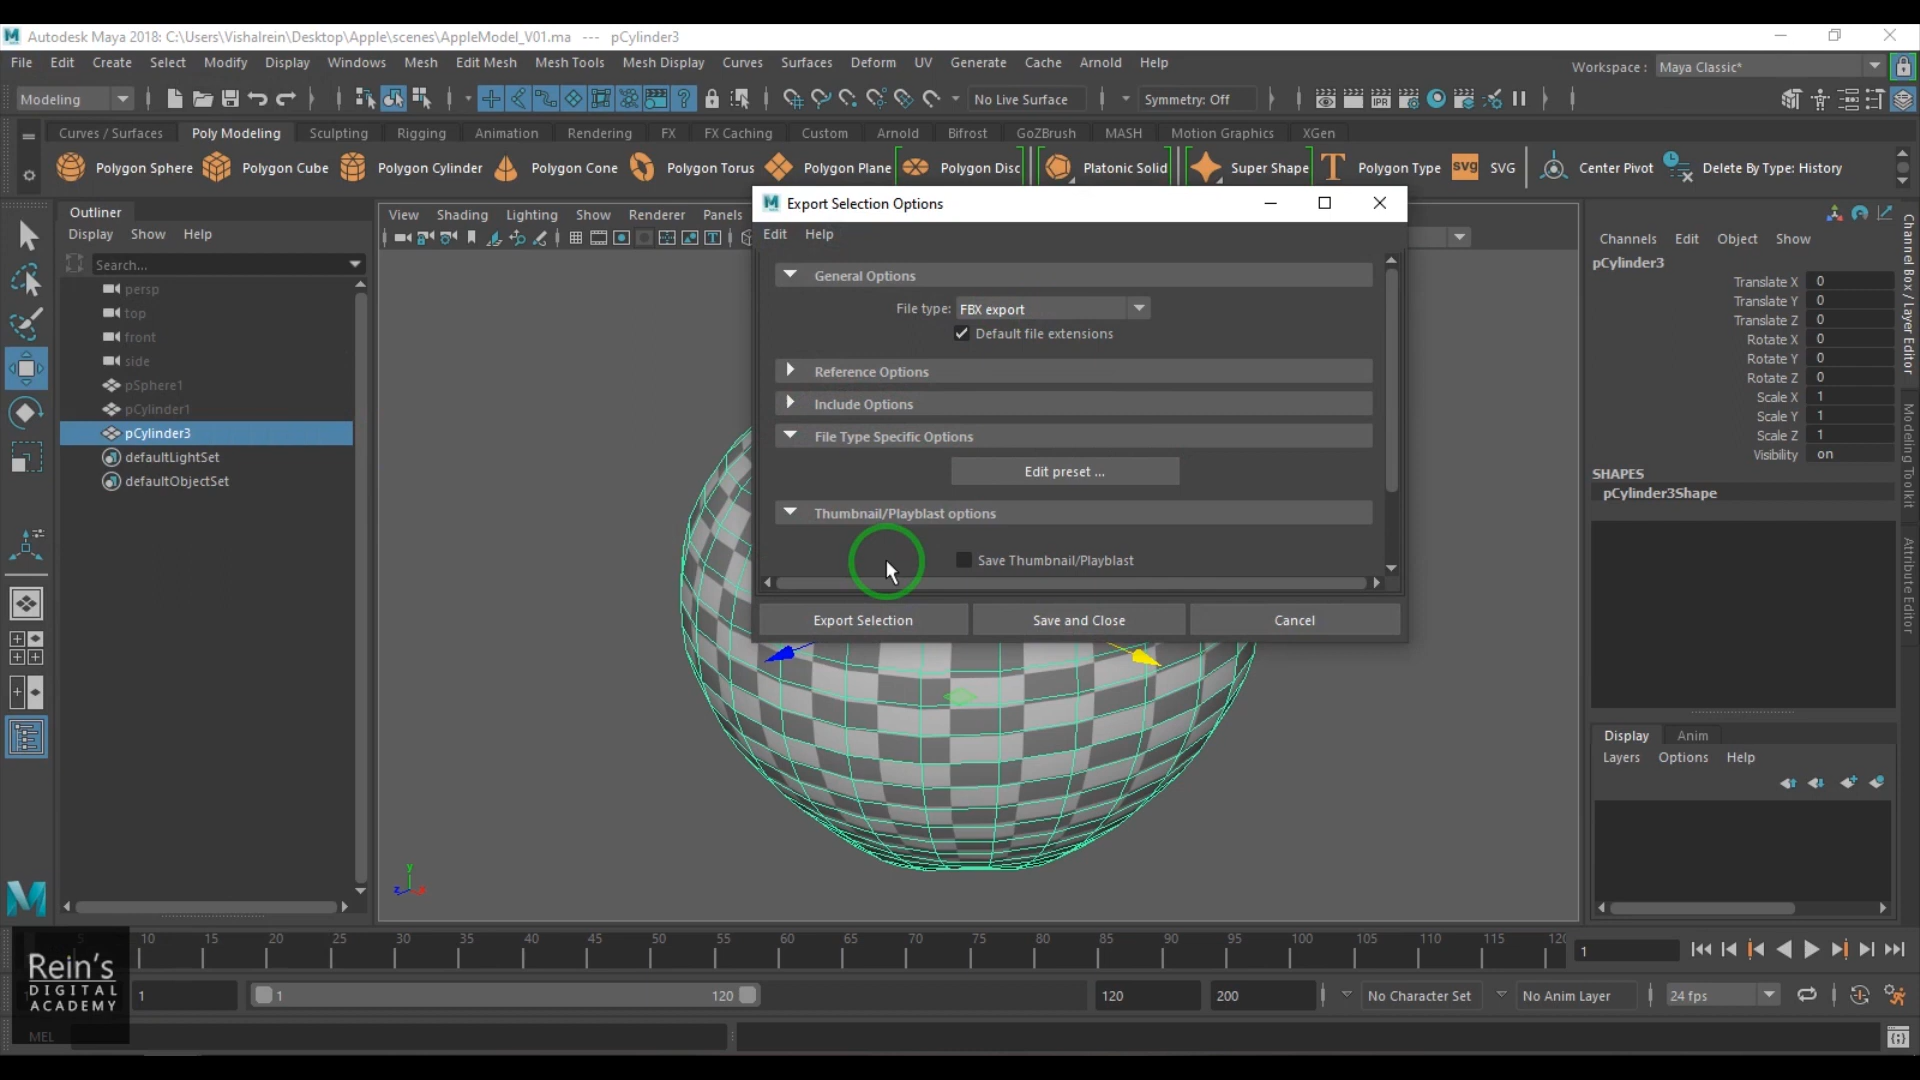 Autodesk Maya 2018: C:\Users\Vishalrein\Desktop\Apple\scenes\AppleModel_V01.ma --- pCylinder3
File Edit Create Select Modify Display Windows Mesh Edit Mesh Mesh Tools Mesh Display Curves Surfaces Deform UV Generate Cache Arnold Help
Workspace : Maya Classic*
Modeling
No Live Surface
Symmetry: Off
IPR
Curves / Surfaces Poly Modeling Sculpting Rigging Animation Rendering FX FX Caching Custom Arnold Bifrost GoZBrush MASH Motion Graphics XGen
Polygon Sphere Polygon Cube Polygon Cylinder Polygon Cone Polygon Torus Polygon Plane Polygon Disc Platonic Solid Super Shape Polygon Type SVG SVG Center Pivot Delete By Type: History
Outliner
Display Show Help
Search...
persp
top
front
side
pSphere1
pCylinder1
pCylinder3
defaultLightSet
defaultObjectSet
View Shading Lighting Show Renderer Panels
Export Selection Options
Edit Help
General Options
File type: FBX export
Default file extensions
Reference Options
Include Options
File Type Specific Options
Edit preset ...
Thumbnail/Playblast options
Save Thumbnail/Playblast
Export Selection
Save and Close
Cancel
y
z
x
Channels Edit Object Show
pCylinder3
Translate X 0
Translate Y 0
Translate Z 0
Rotate X 0
Rotate Y 0
Rotate Z 0
Scale X 1
Scale Y 1
Scale Z 1
Visibility on
SHAPES
pCylinder3Shape
Channel Box / Layer Editor
Modeling Toolkit
Attribute Editor
Display Anim
Layers Options Help
5 10 15 20 25 30 35 40 45 50 55 60 65 70 75 80 85 90 95 100 105 110 115 120
1
1
1
120
120
200
No Character Set
No Anim Layer
24 fps
MEL
Rein's
DIGITAL
ACADEMY